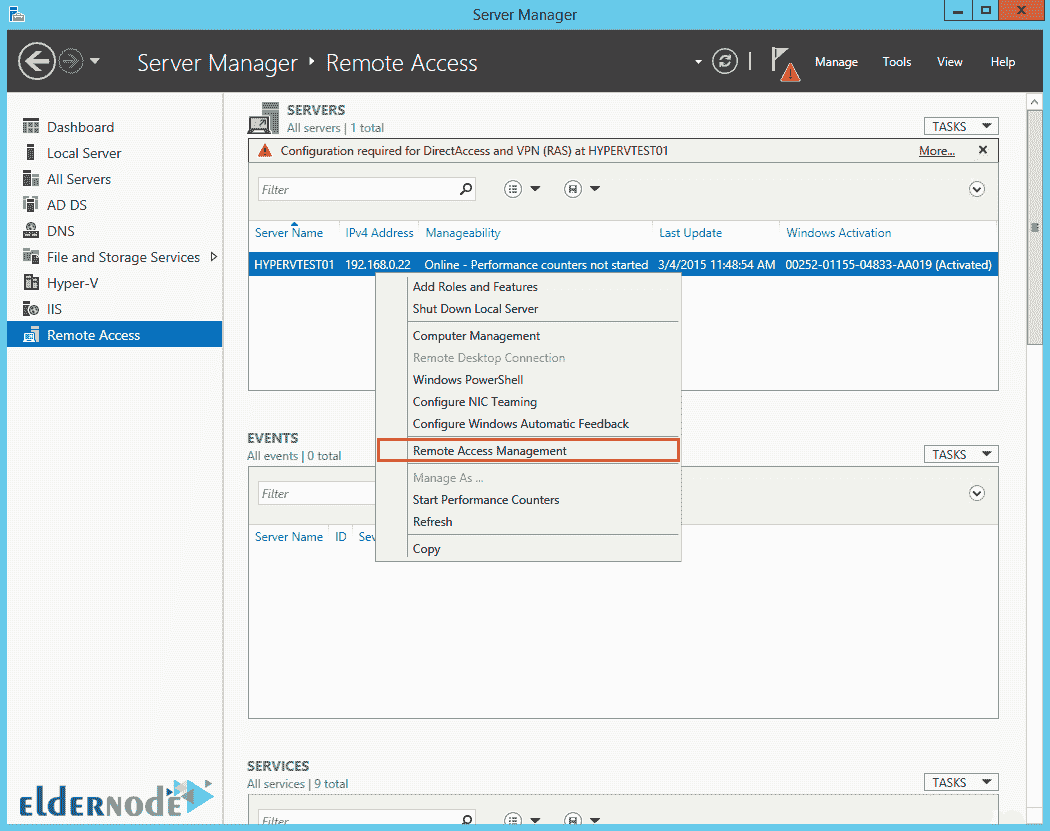 Server Manager
Server Manager Remote Access
Manage Tools View Help
Dashboard
Local Server
All Servers
AD DS
DNS
File and Storage Services
Hyper-V
IIS
Remote Access
SERVERS
All servers | 1 total
TASKS
Configuration required for DirectAccess and VPN (RAS) at HYPERVTEST01 More...
Filter
Server Name IPv4 Address Manageability Last Update Windows Activation
HYPERVTEST01 192.168.0.22 Online - Performance counters not started 3/4/2015 11:48:54 AM 00252-01155-04833-AA019 (Activated)
Add Roles and Features
Shut Down Local Server
Computer Management
Remote Desktop Connection
Windows PowerShell
Configure NIC Teaming
Configure Windows Automatic Feedback
Remote Access Management
Manage As ...
Start Performance Counters
Refresh
Copy
EVENTS
All events | 0 total
TASKS
Filter
Server Name ID Sev
SERVICES
All services | 9 total
TASKS
Filter
eldernode